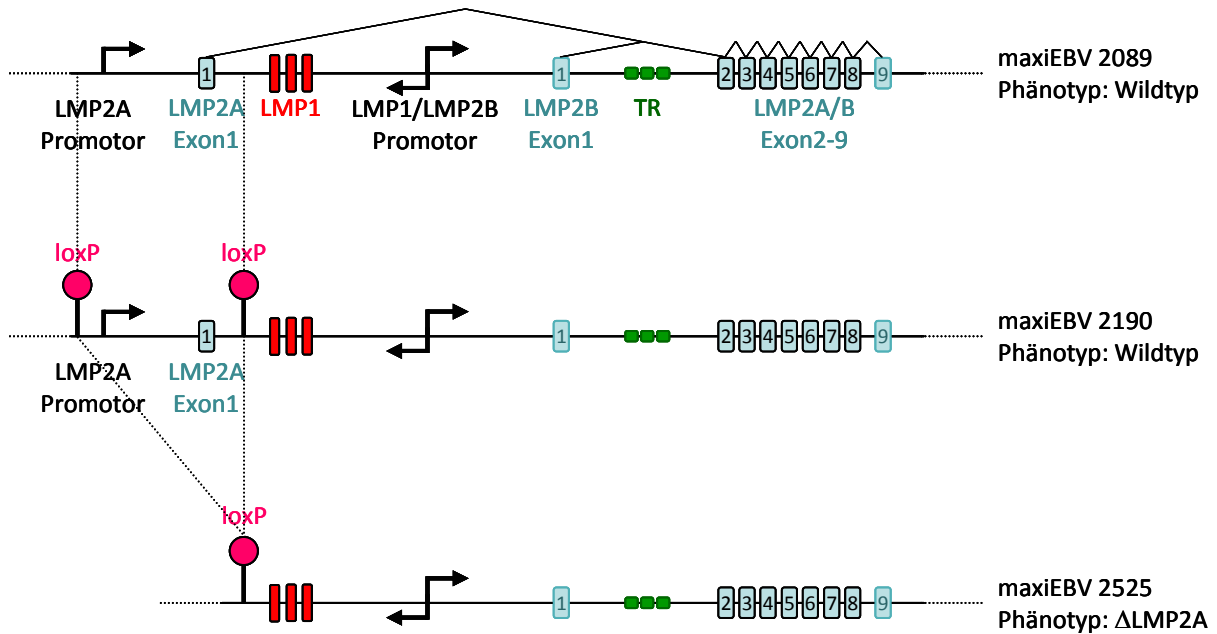 1
1
2 3 4 5 6 7 8 9
maxiEBV 2089
Phänotyp: Wildtyp
LMP2A
Promotor
LMP2A
Exon1
LMP1
LMP1/LMP2B
Promotor
LMP2B
Exon1
TR
LMP2A/B
Exon2-9
loxP
loxP
1
1
2 3 4 5 6 7 8 9
maxiEBV 2190
Phänotyp: Wildtyp
LMP2A
Promotor
LMP2A
Exon1
loxP
1
2 3 4 5 6 7 8 9
maxiEBV 2525
Phänotyp: ΔLMP2A